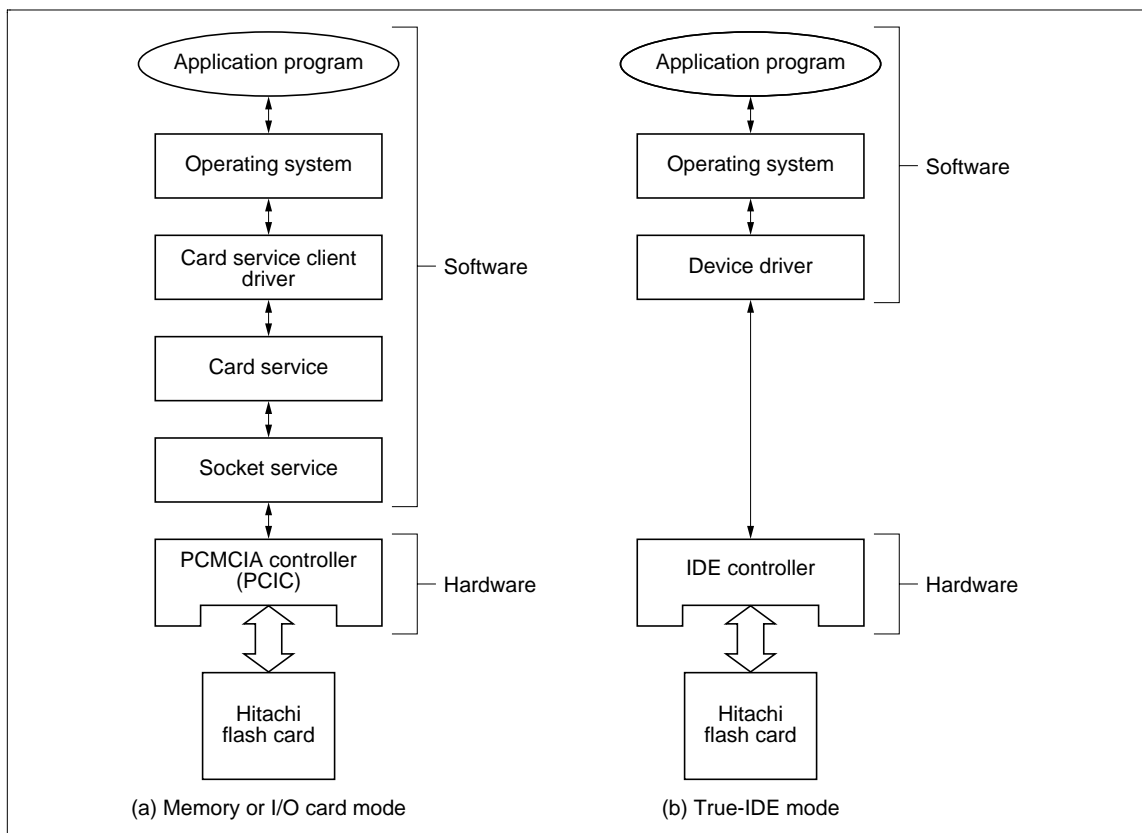 Application program
Operating system
Card service client
driver
Card service
Socket service
Software
PCMCIA controller
(PCIC)
Hardware
Hitachi
flash card
(a) Memory or I/O card mode
Application program
Operating system
Device driver
Software
IDE controller
Hardware
Hitachi
flash card
(b) True-IDE mode